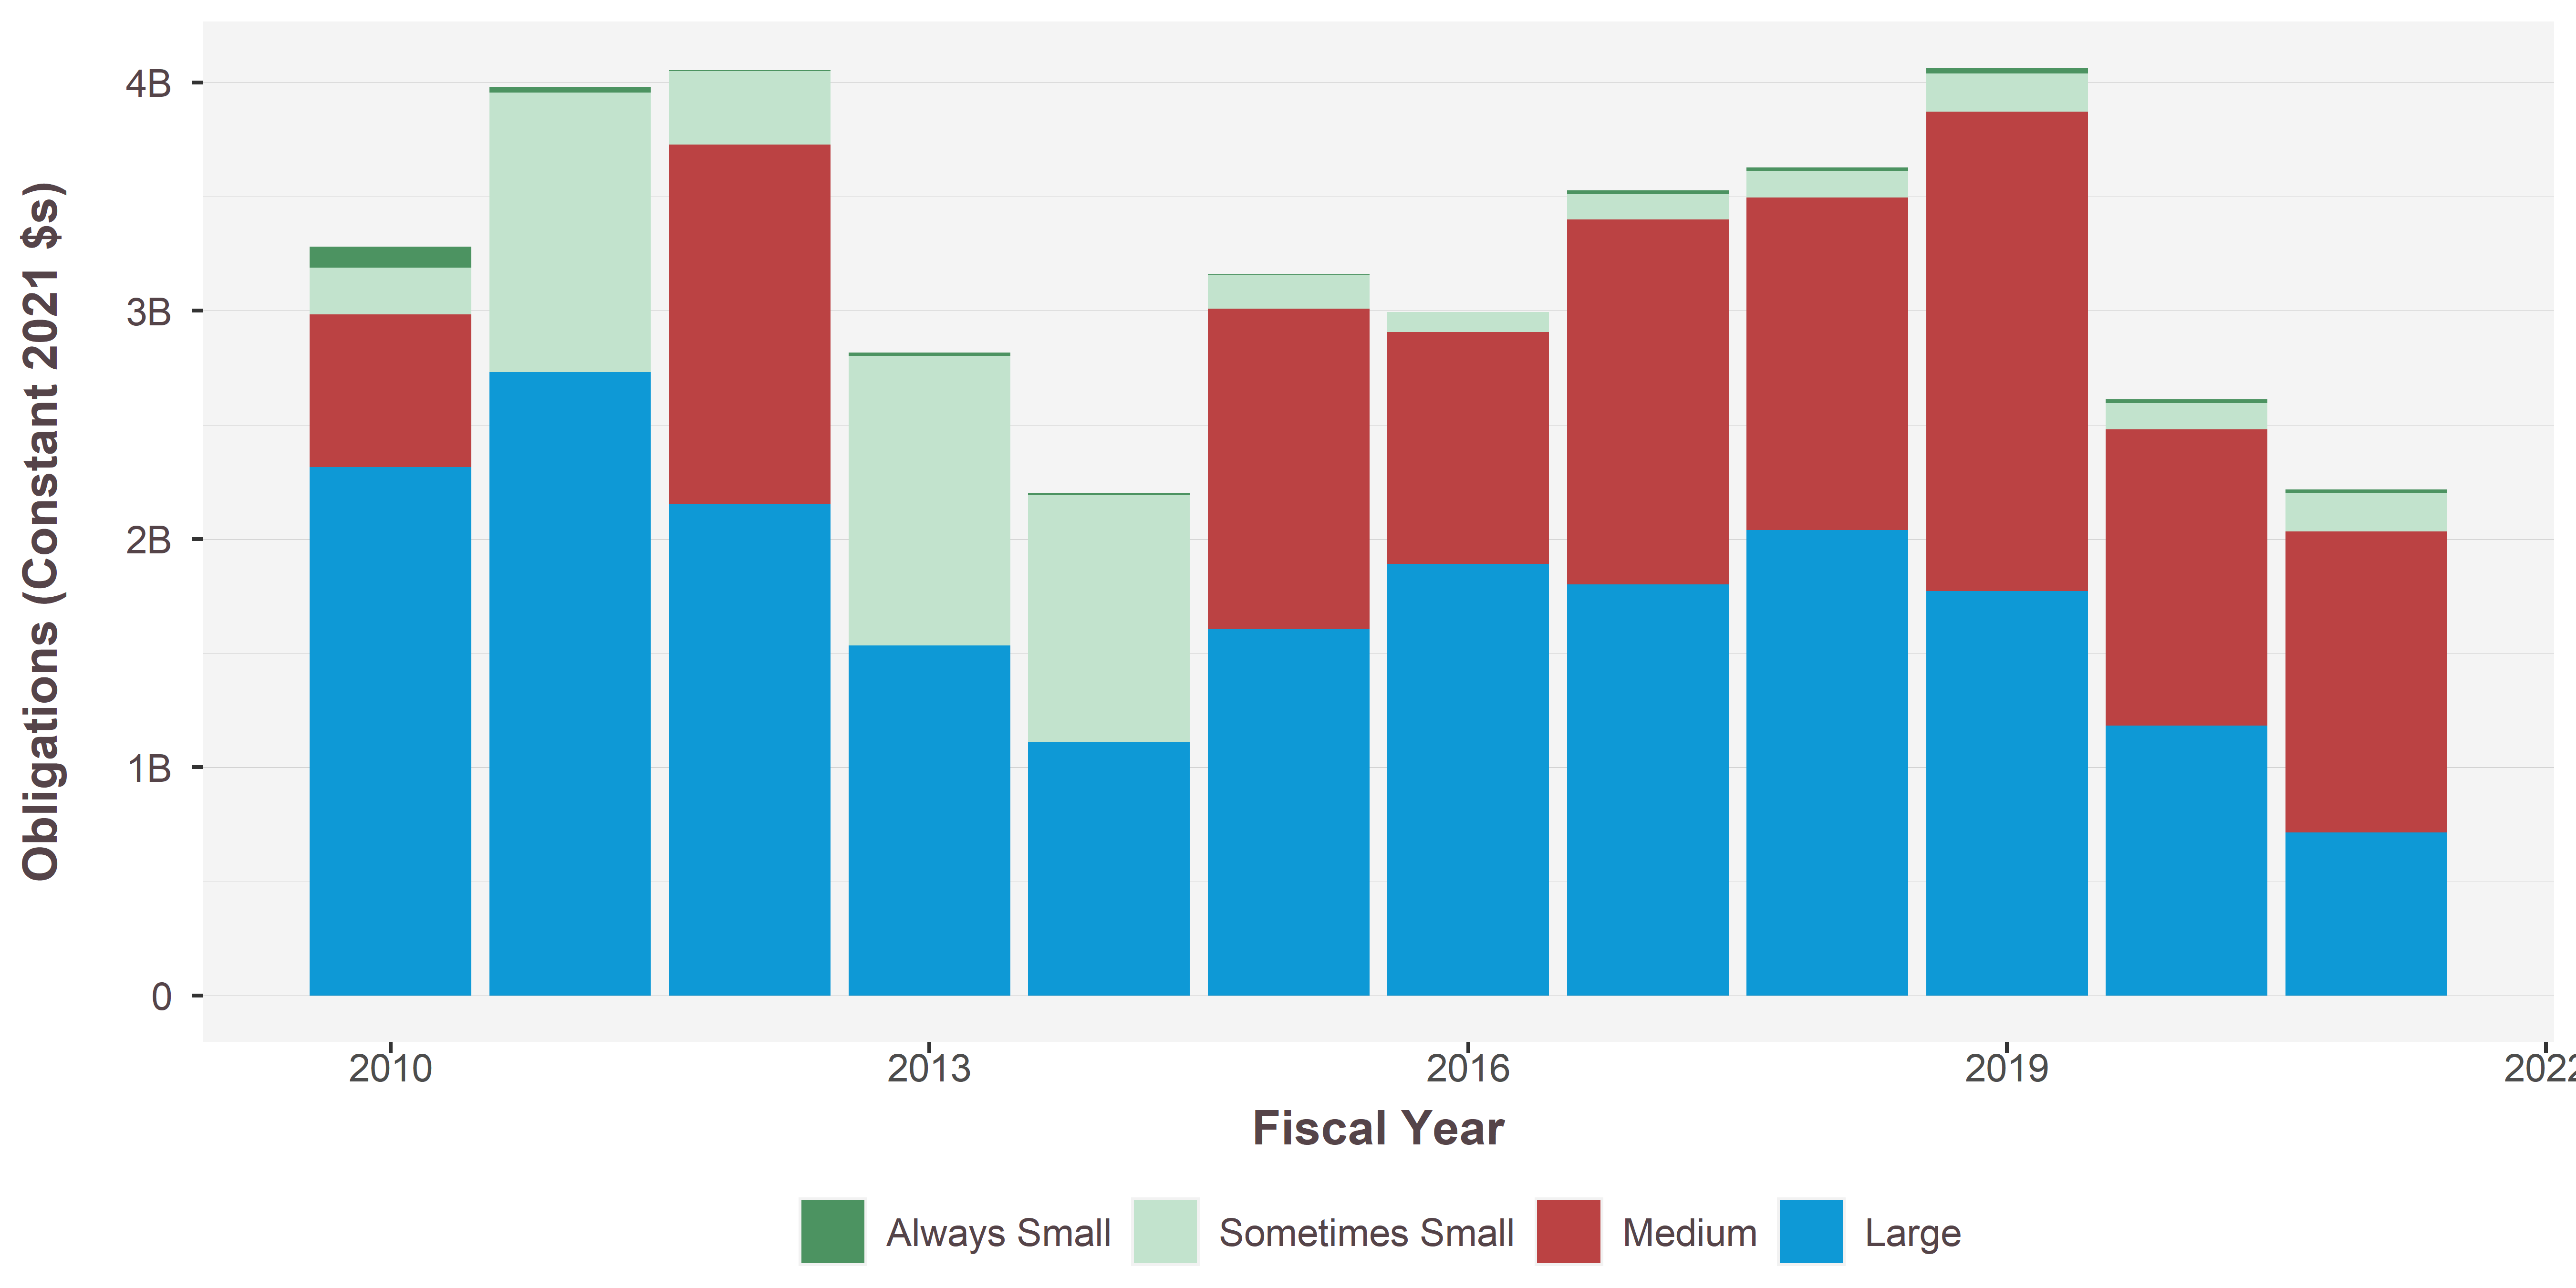 Obligations (Constant 2021 $s)
4B
3B
2B
1B
0
2010 2013 2016 2019 2022
Fiscal Year
Always Small Sometimes Small Medium Large